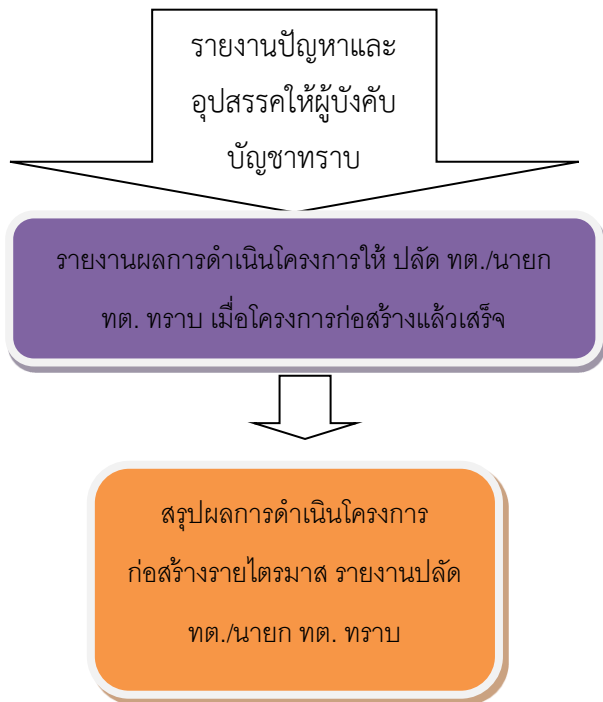 รายงานปัญหาและ
อุปสรรคให้ผู้บังคับ
บัญชาทราบ
รายงานผลการดำเนินโครงการให้ ปลัด ทต./นายก
ทต. ทราบ เมื่อโครงการก่อสร้างแล้วเสร็จ
สรุปผลการดำเนินโครงการ
ก่อสร้างรายไตรมาส รายงานปลัด
ทต./นายก ทต. ทราบ